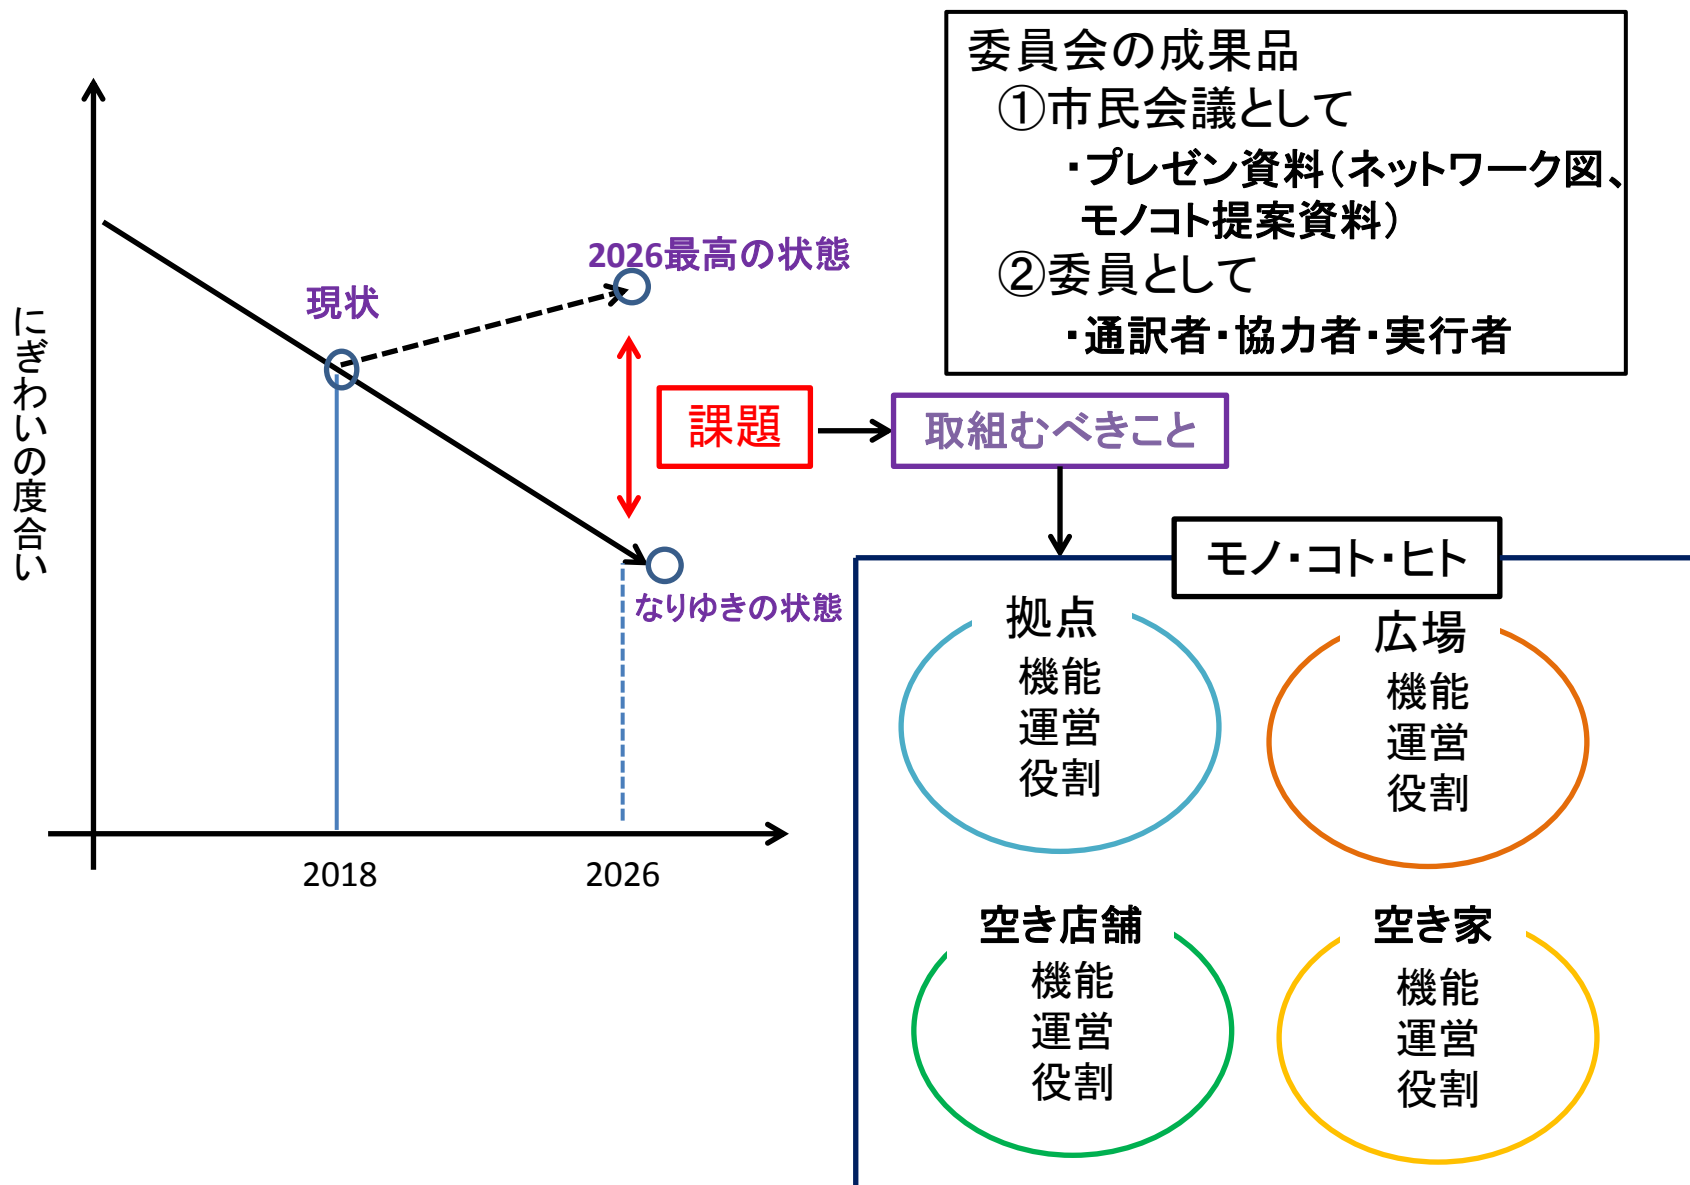 委員会の成果品
①市民会議として
・プレゼン資料（ネットワーク図、
モノコト提案資料）
②委員として
・通訳者・協力者・実行者
にぎわいの度合い
現状
2026最高の状態
課題
取組むべきこと
なりゆきの状態
2018
2026
モノ・コト・ヒト
拠点
機能
運営
役割
広場
機能
運営
役割
空き店舗
機能
運営
役割
空き家
機能
運営
役割